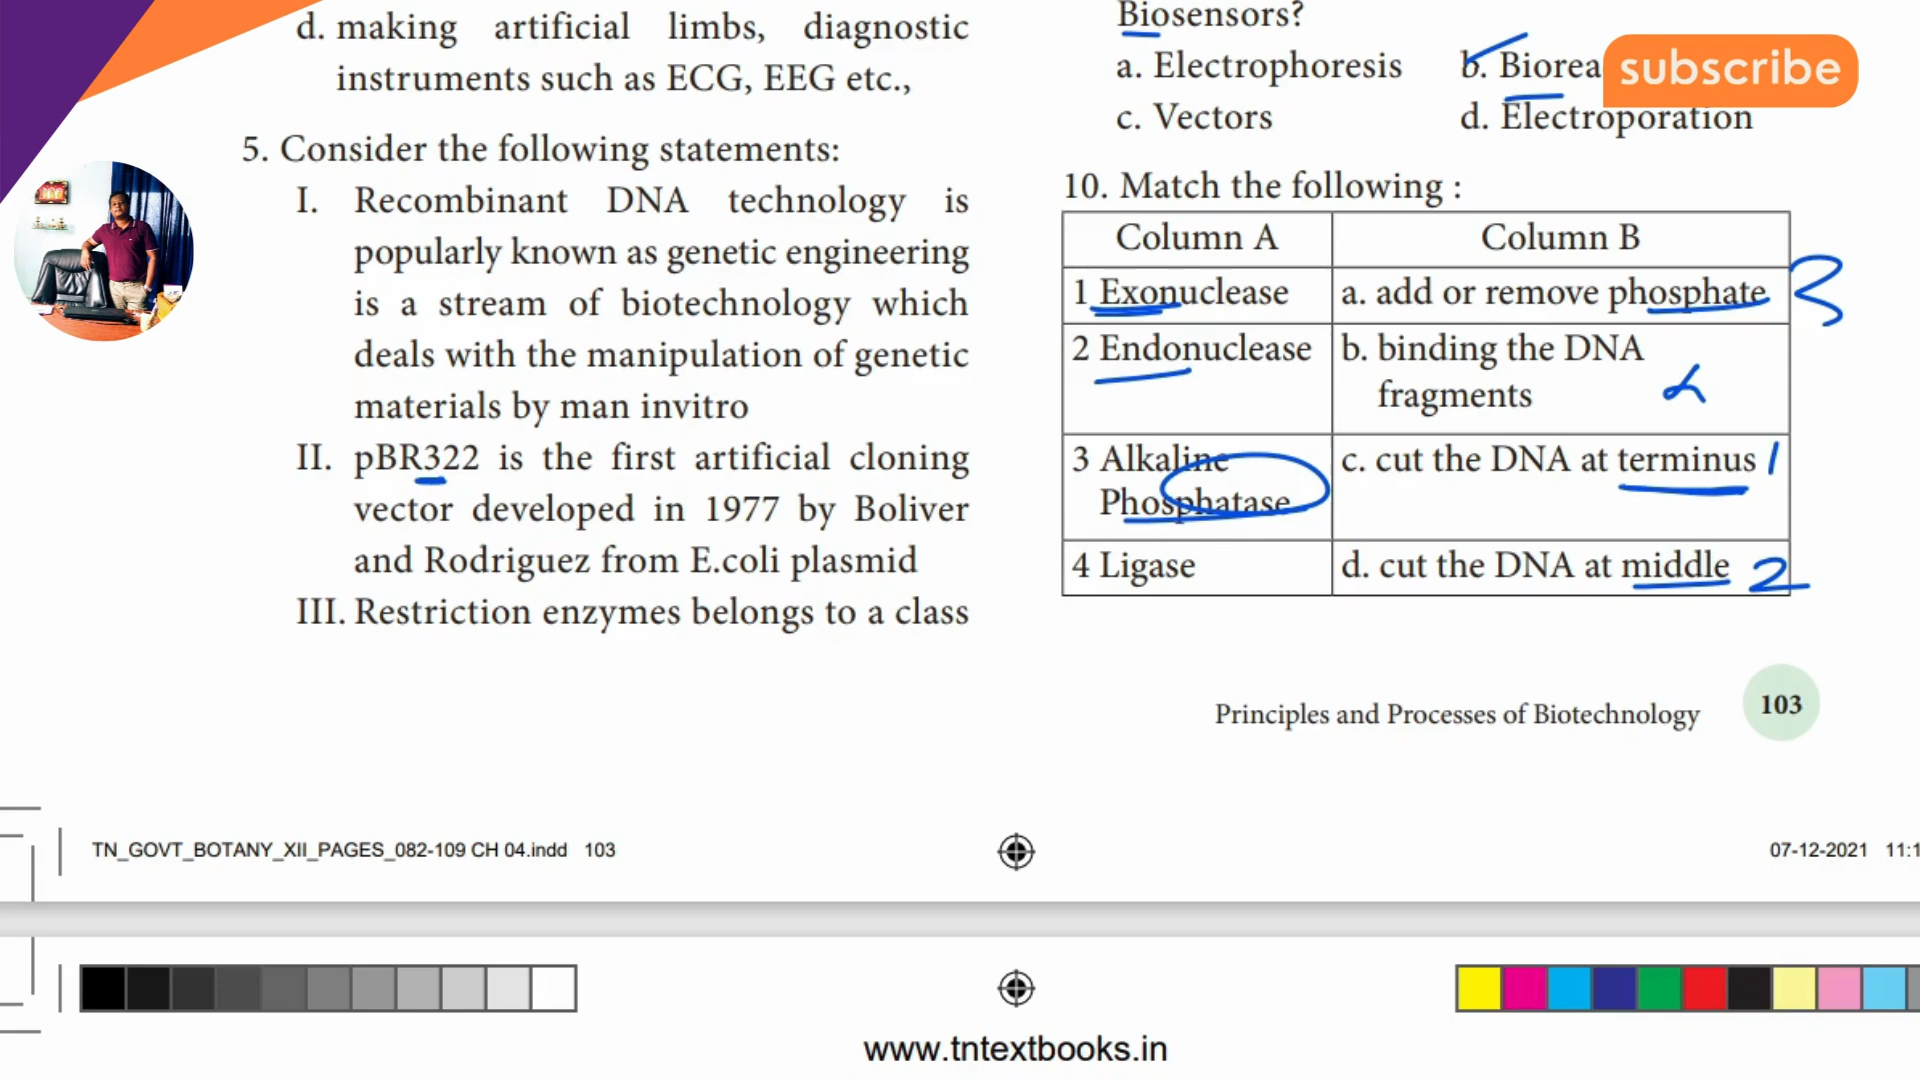 d. making artificial limbs, diagnostic
instruments such as ECG, EEG etc.,
5. Consider the following statements:
I. Recombinant DNA technology is
popularly known as genetic engineering
is a stream of biotechnology which
deals with the manipulation of genetic
materials by man invitro
II. pBR322 is the first artificial cloning
vector developed in 1977 by Boliver
and Rodriguez from E.coli plasmid
III. Restriction enzymes belongs to a class
Biosensors?
a. Electrophoresis
b. Biorea
c. Vectors
d. Electroporation
subscribe
10. Match the following :
Column A
Column B
1 Exonuclease
a. add or remove phosphate
3
2 Endonuclease
b. binding the DNA
fragments
3 Alkaline
Phosphatase
c. cut the DNA at terminus
1
4 Ligase
d. cut the DNA at middle
2
Principles and Processes of Biotechnology
103
TN_GOVT_BOTANY_XII_PAGES_082-109 CH 04.indd 103
07-12-2021 11:1
www.tntextbooks.in